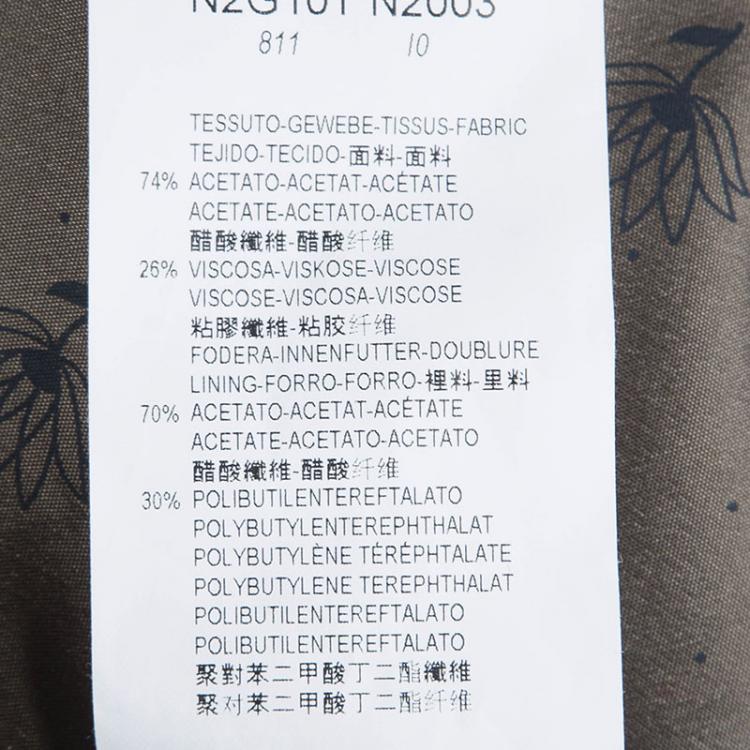 N2G101 N2003
811 10
TESSUTO-GEWEBE-TISSUS-FABRIC
TEJIDO-TECIDO-面料-面料
74% ACETATO-ACETAT-ACÉTATE
ACETATE-ACETATO-ACETATO
醋酸纖維-醋酸纤维
26% VISCOSA-VISKOSE-VISCOSE
VISCOSE-VISCOSA-VISCOSE
粘膠纖維-粘胶纤维
FODERA-INNENFUTTER-DOUBLURE
LINING-FORRO-FORRO-裡料-里料
70% ACETATO-ACETAT-ACÉTATE
ACETATE-ACETATO-ACETATO
醋酸纖維-醋酸纤维
30% POLIBUTILENTEREFTALATO
POLYBUTYLENTEREPHTHALAT
POLYBUTYLÈNE TÉRÉPHTALATE
POLYBUTYLENE TEREPHTHALAT
POLIBUTILENTEREFTALATO
POLIBUTILENTEREFTALATO
聚對苯二甲酸丁二酯纖維
聚对苯二甲酸丁二酯纤维